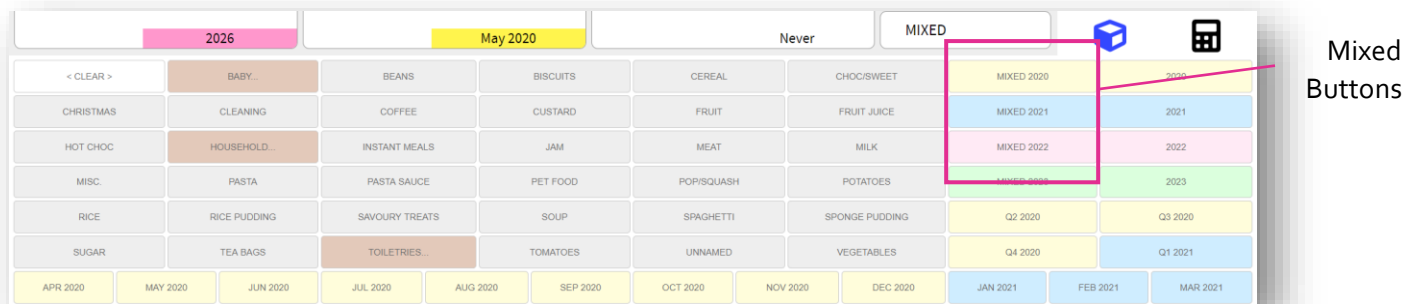 2026 May 2020 Never MIXED
Mixed
Buttons
< CLEAR > BABY... BEANS BISCUITS CEREAL CHOC/SWEET MIXED 2020 2020
CHRISTMAS CLEANING COFFEE CUSTARD FRUIT FRUIT JUICE MIXED 2021 2021
HOT CHOC HOUSEHOLD... INSTANT MEALS JAM MEAT MILK MIXED 2022 2022
MISC. PASTA PASTA SAUCE PET FOOD POP/SQUASH POTATOES MIXED 2023 2023
RICE RICE PUDDING SAVOURY TREATS SOUP SPAGHETTI SPONGE PUDDING Q2 2020 Q3 2020
SUGAR TEA BAGS TOILETRIES... TOMATOES UNNAMED VEGETABLES Q4 2020 Q1 2021
APR 2020 MAY 2020 JUN 2020 JUL 2020 AUG 2020 SEP 2020 OCT 2020 NOV 2020 DEC 2020 JAN 2021 FEB 2021 MAR 2021